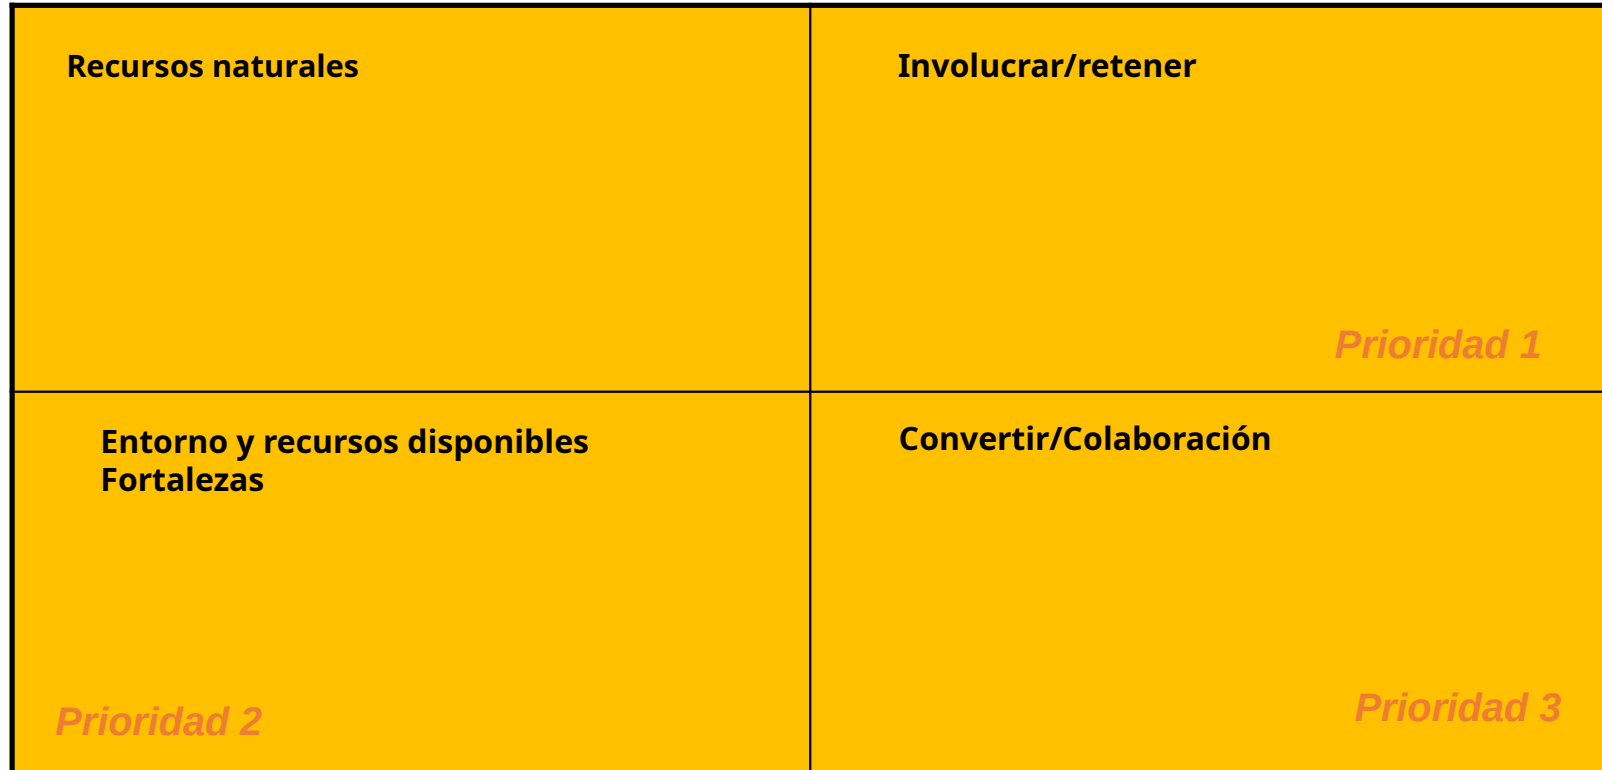 Recursos naturales
Involucrar/retener
Prioridad 1
Entorno y recursos disponibles
Fortalezas
Convertir/Colaboración
Prioridad 2
Prioridad 3